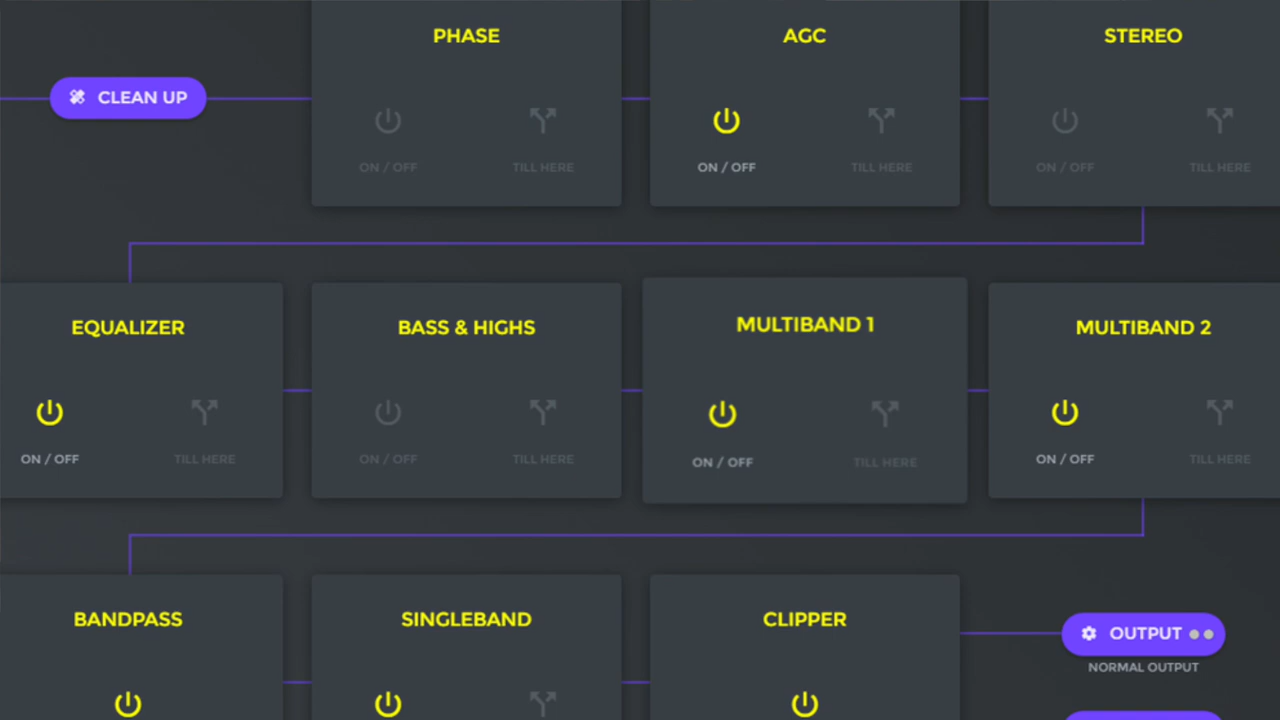 PHASE
AGC
STEREO
CLEAN UP
ON / OFF
TILL HERE
ON / OFF
TILL HERE
ON / OFF
TILL HERE
EQUALIZER
BASS & HIGHS
MULTIBAND 1
MULTIBAND 2
ON / OFF
TILL HERE
ON / OFF
TILL HERE
ON / OFF
TILL HERE
ON / OFF
TILL HERE
BANDPASS
SINGLEBAND
CLIPPER
OUTPUT
NORMAL OUTPUT